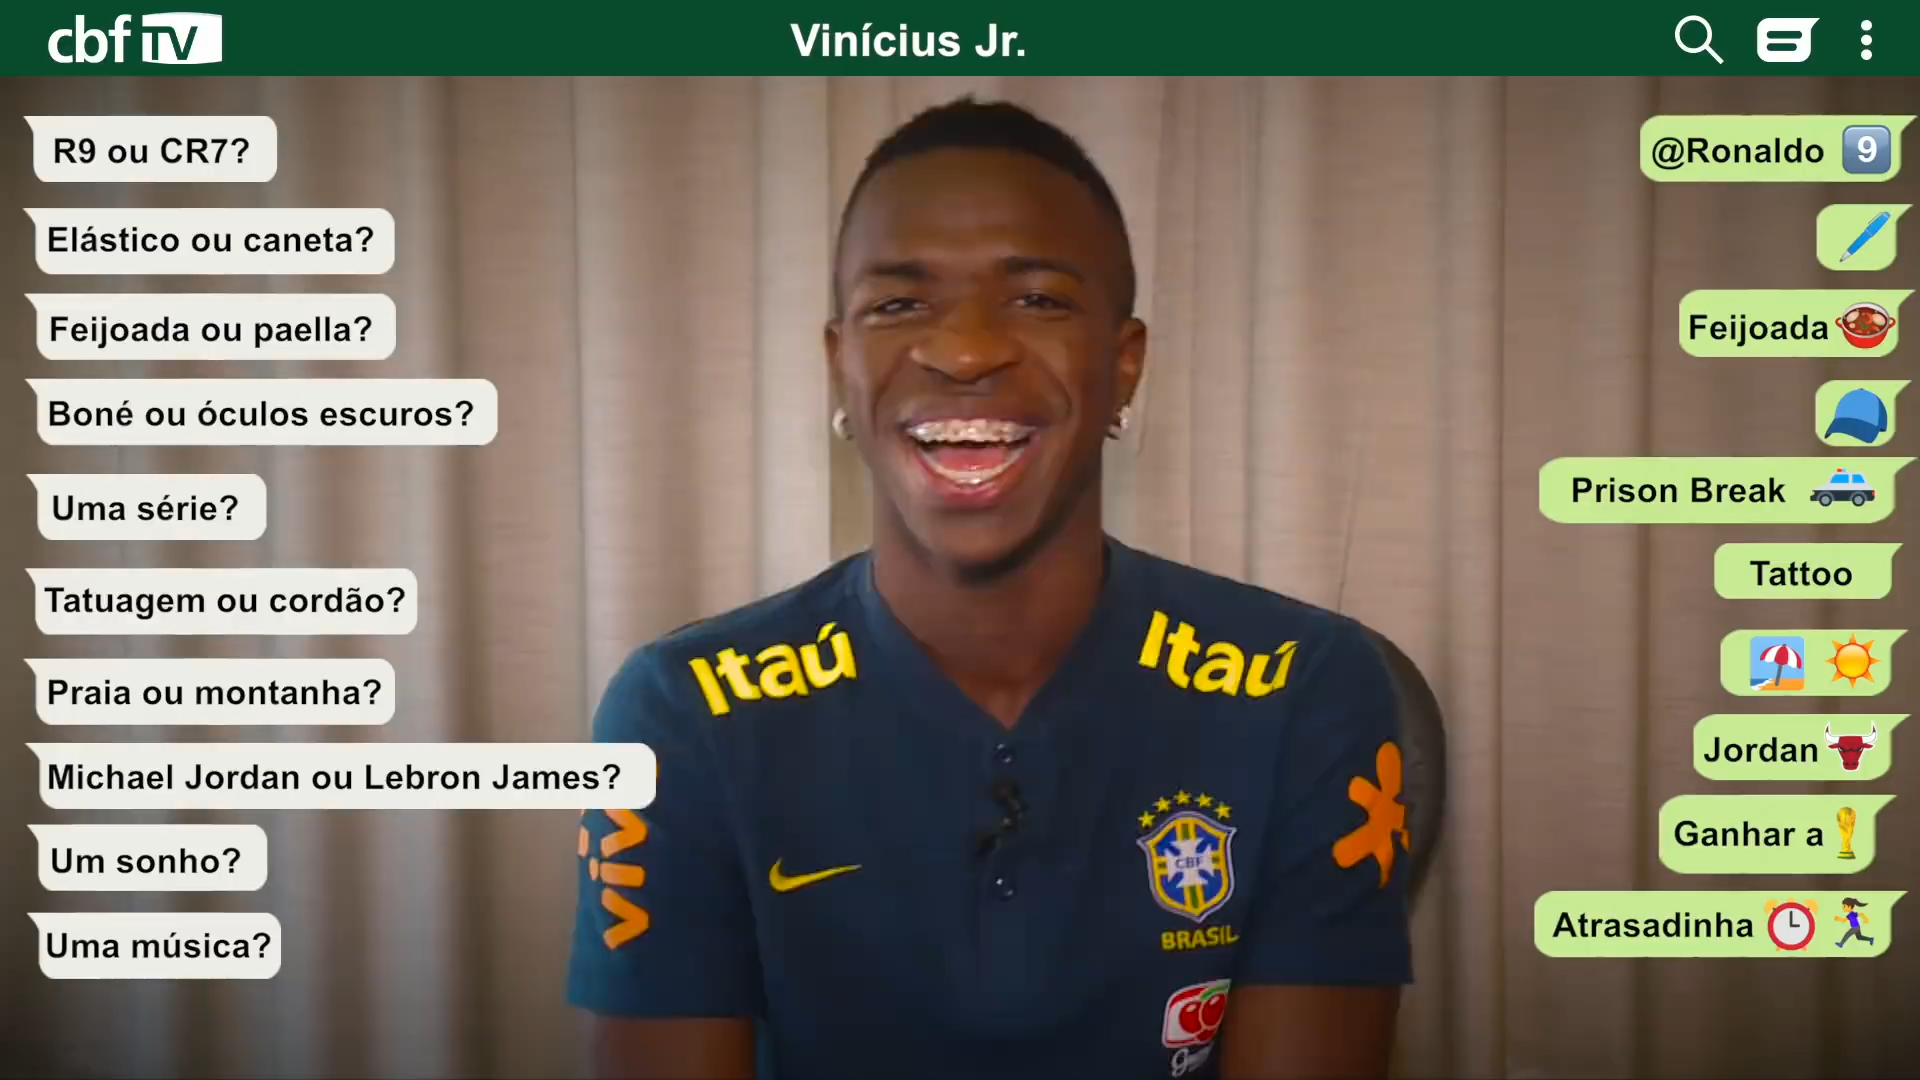 cbf TV
Vinícius Jr.
R9 ou CR7?
@Ronaldo 9
Elástico ou caneta?
Feijoada ou paella?
Feijoada
Boné ou óculos escuros?
Uma série?
Prison Break
Tatuagem ou cordão?
Tattoo
Praia ou montanha?
Michael Jordan ou Lebron James?
Jordan
Um sonho?
Ganhar a
Uma música?
Atrasadinha
Itaú
Itaú
viv
CBF
BRASIL